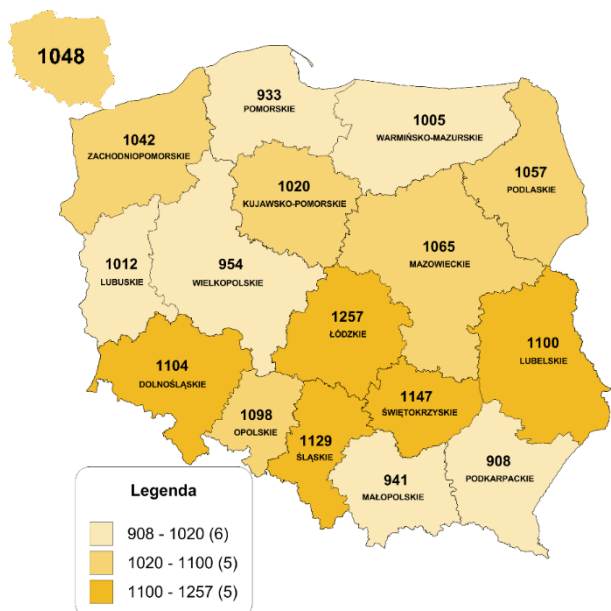 1048
933
POMORSKIE
1005
WARMIŃSKO-MAZURSKIE
1042
ZACHODNIOPOMORSKIE
1057
PODLASKIE
1020
KUJAWSKO-POMORSKIE
1065
MAZOWIECKIE
1012
LUBUSKIE
954
WIELKOPOLSKIE
1257
ŁÓDZKIE
1100
LUBELSKIE
1104
DOLNOŚLĄSKIE
1147
ŚWIĘTOKRZYSKIE
1098
OPOLSKIE
1129
ŚLĄSKIE
941
MAŁOPOLSKIE
908
PODKARPACKIE
Legenda
908 - 1020 (6)
1020 - 1100 (5)
1100 - 1257 (5)